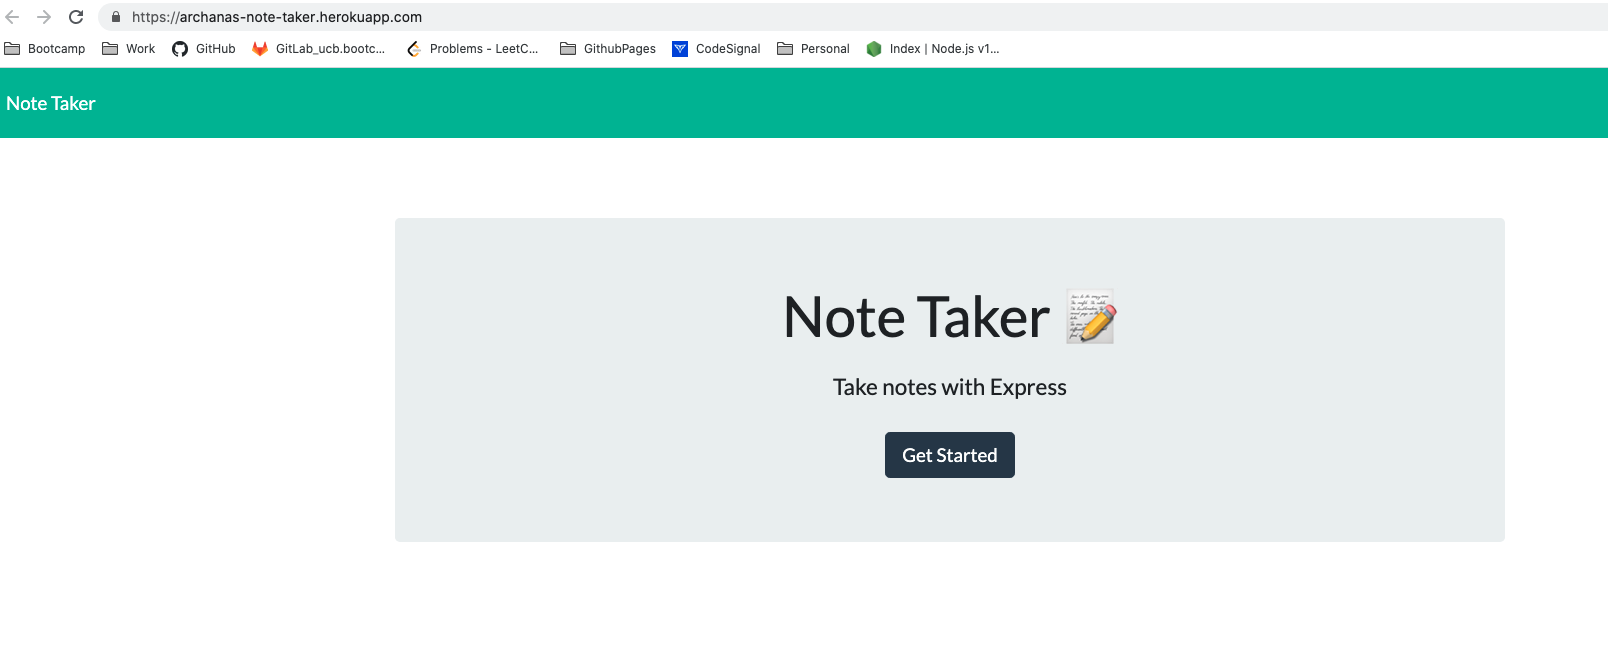 https://archanas-note-taker.herokuapp.com
Bootcamp Work GitHub GitLab_ucb.bootc... Problems - LeetC... GithubPages CodeSignal Personal Index | Node.js v1...
Note Taker
Note Taker
Take notes with Express
Get Started